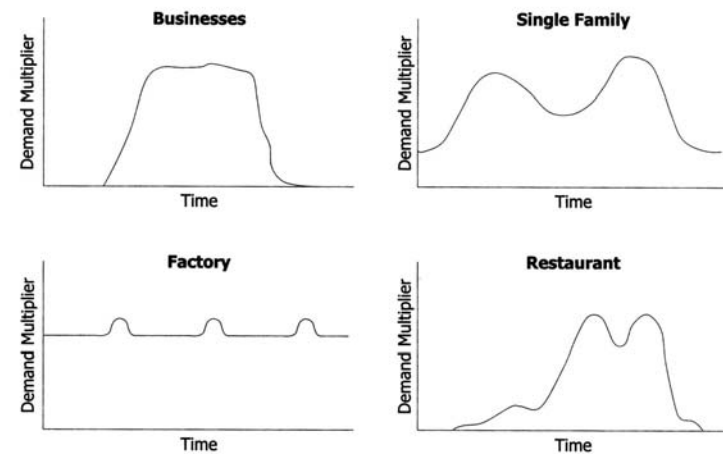 Businesses
Demand Multiplier
Time
Single Family
Demand Multiplier
Time
Factory
Demand Multiplier
Time
Restaurant
Demand Multiplier
Time